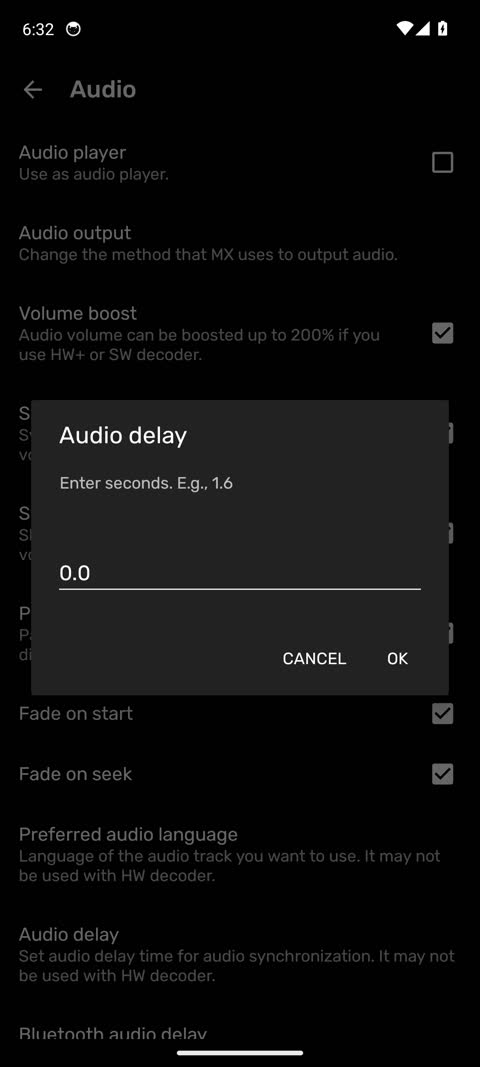 6:32
Audio
Audio player
Use as audio player.
Audio output
Change the method that MX uses to output audio.
Volume boost
Audio volume can be boosted up to 200% if you
use HW+ or SW decoder.
Audio delay
Enter seconds. E.g., 1.6
0.0
CANCEL
OK
Fade on start
Fade on seek
Preferred audio language
Language of the audio track you want to use. It may not
be used with HW decoder.
Audio delay
Set audio delay time for audio synchronization. It may not
be used with HW decoder.
Bluetooth audio delay